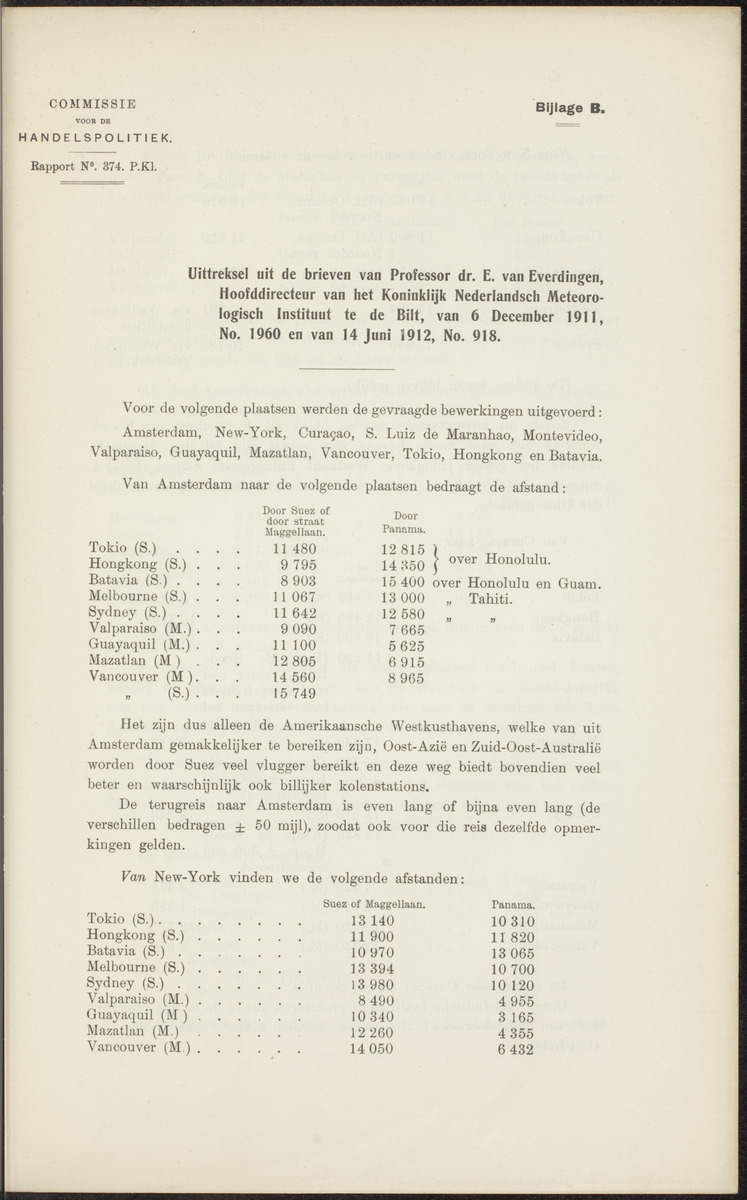 COMMISSIE
VOOR DE
HANDELSPOLITIEK.
Rapport Nº. 374. P.Kl.
Bijlage B.
Uittreksel uit de brieven van Professor dr. E. van Everdingen,
Hoofddirecteur van het Koninklijk Nederlandsch Meteoro-
logisch Instituut te de Bilt, van 6 December 1911,
No. 1960 en van 14 Juni 1912, No. 918.
Voor de volgende plaatsen werden de gevraagde bewerkingen uitgevoerd:
Amsterdam, New-York, Curaçao, S. Luiz de Maranhao, Montevideo,
Valparaiso, Guayaquil, Mazatlan, Vancouver, Tokio, Hongkong en Batavia.
Van Amsterdam naar de volgende plaatsen bedraagt de afstand:
Door Suez of door straat Maggellaan. Door Panama.
Tokio (S.) . . . . 11 480 12 815
Hongkong (S.) . . . 9 795 14 350 } over Honolulu.
Batavia (S.) . . . . 8 903 15 400 over Honolulu en Guam.
Melbourne (S.) . . . 11 067 13 000 „ Tahiti.
Sydney (S.) . . . . 11 642 12 580 „ „
Valparaiso (M.) . . . 9 090 7 665
Guayaquil (M.) . . . 11 100 5 625
Mazatlan (M ) . . . 12 805 6 915
Vancouver (M ). . . 14 560 8 965
„ (S.) . . . 15 749
Het zijn dus alleen de Amerikaansche Westkusthavens, welke van uit
Amsterdam gemakkelijker te bereiken zijn, Oost-Azië en Zuid-Oost-Australië
worden door Suez veel vlugger bereikt en deze weg biedt bovendien veel
beter en waarschijnlijk ook billijker kolenstations.
De terugreis naar Amsterdam is even lang of bijna even lang (de
verschillen bedragen ± 50 mijl), zoodat ook voor die reis dezelfde opmer-
kingen gelden.
Van New-York vinden we de volgende afstanden:
Suez of Maggellaan. Panama.
Tokio (S.) . . . . . . . . 13 140 10 310
Hongkong (S.) . . . . . . 11 900 11 820
Batavia (S.) . . . . . . . 10 970 13 065
Melbourne (S.) . . . . . . 13 394 10 700
Sydney (S.) . . . . . . . 13 980 10 120
Valparaiso (M.) . . . . . . 8 490 4 955
Guayaquil (M ) . . . . . . 10 340 3 165
Mazatlan (M.) . . . . . . 12 260 4 355
Vancouver (M.) . . . . . . 14 050 6 432